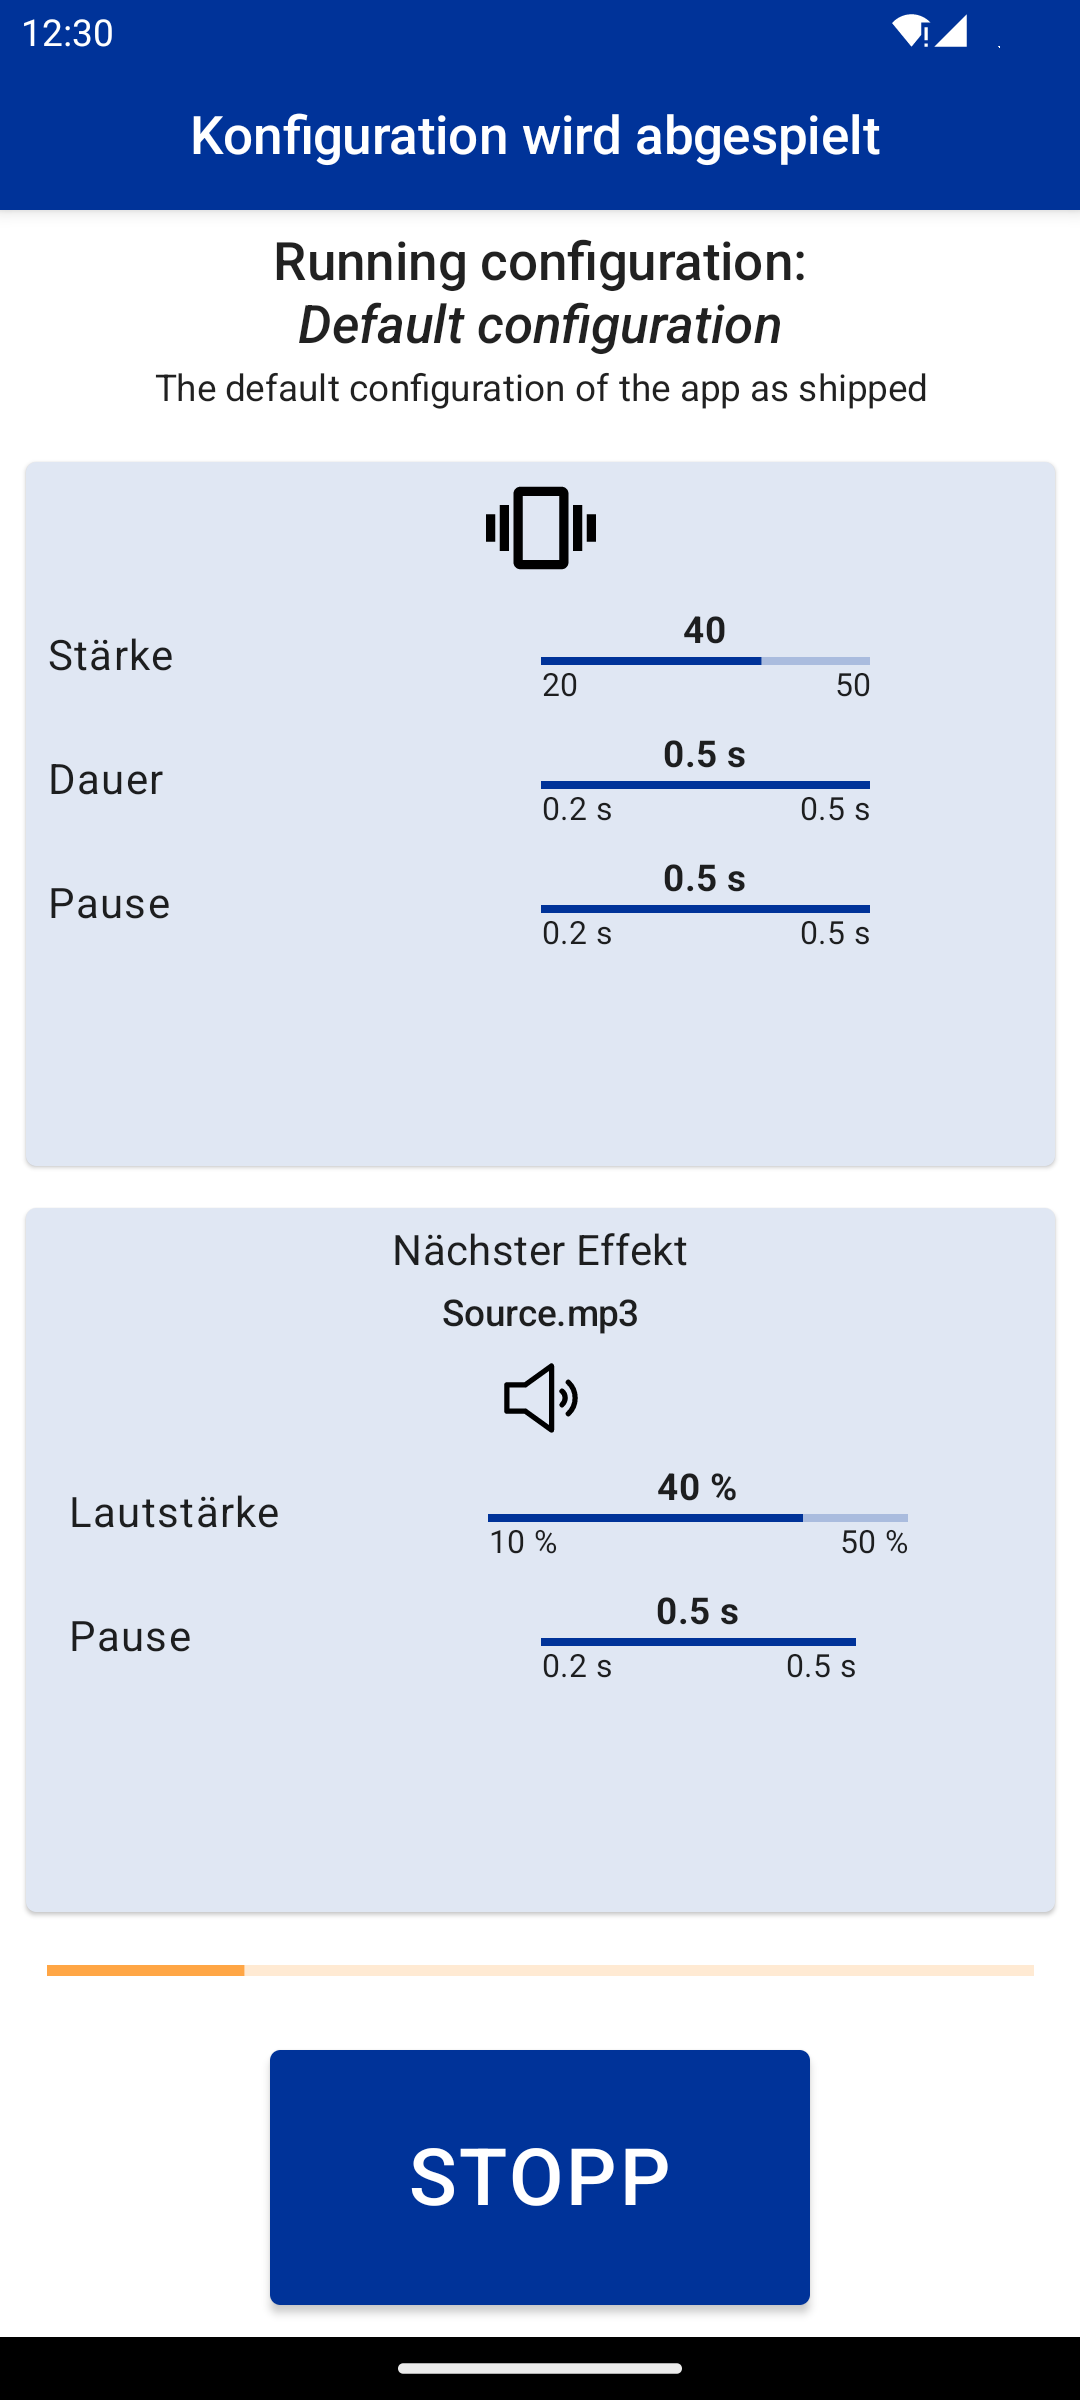 12:30
Konfiguration wird abgespielt
Running configuration:
Default configuration
The default configuration of the app as shipped
Stärke
40
20 50
Dauer
0.5 s
0.2 s 0.5 s
Pause
0.5 s
0.2 s 0.5 s
Nächster Effekt
Source.mp3
Lautstärke
40 %
10 % 50 %
Pause
0.5 s
0.2 s 0.5 s
STOPP